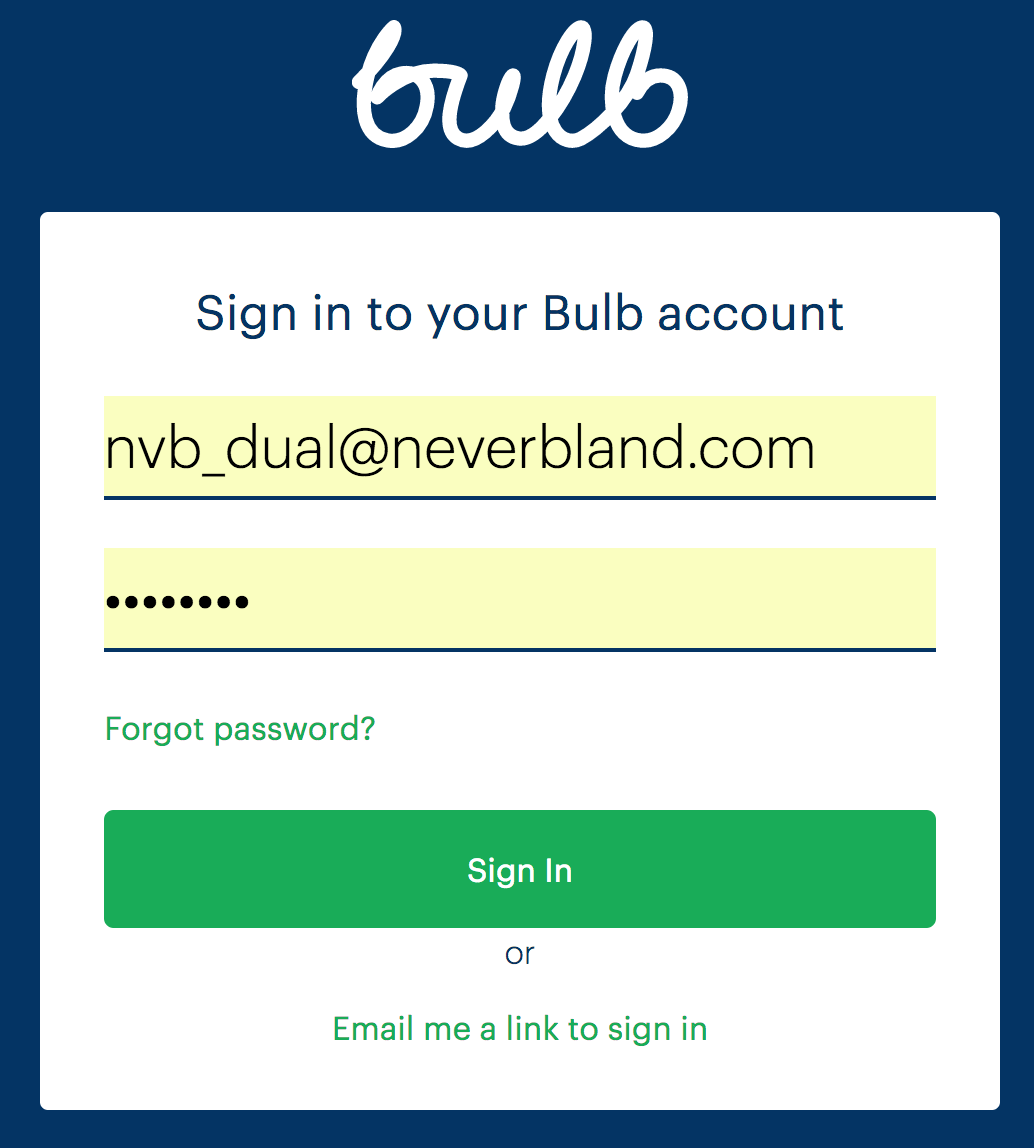 bulb
Sign in to your Bulb account
nvb_dual@neverbland.com
••••••••
Forgot password?
Sign In
or
Email me a link to sign in